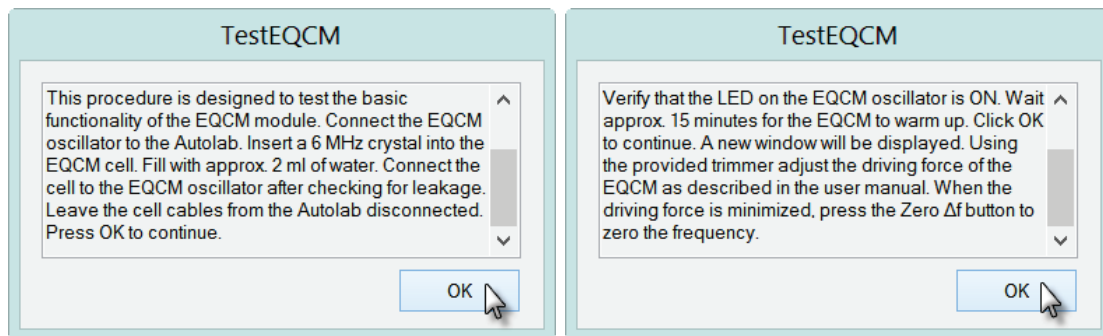 TestEQCM
This procedure is designed to test the basic
functionality of the EQCM module. Connect the EQCM
oscillator to the Autolab. Insert a 6 MHz crystal into the
EQCM cell. Fill with approx. 2 ml of water. Connect the
cell to the EQCM oscillator after checking for leakage.
Leave the cell cables from the Autolab disconnected.
Press OK to continue.
OK
TestEQCM
Verify that the LED on the EQCM oscillator is ON. Wait
approx. 15 minutes for the EQCM to warm up. Click OK
to continue. A new window will be displayed. Using
the provided trimmer adjust the driving force of the
EQCM as described in the user manual. When the
driving force is minimized, press the Zero Δf button to
zero the frequency.
OK